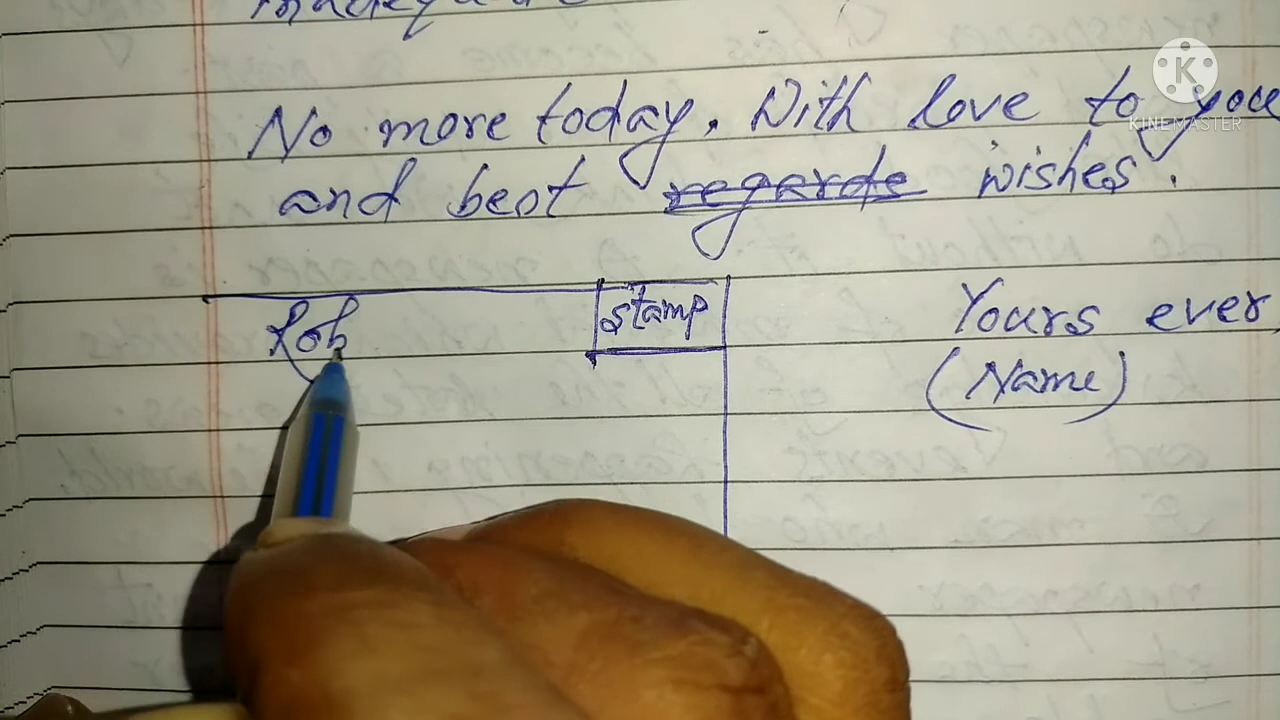 No more today. With love to you
and best ~~regards~~ wishes.
stamp
Rob
Yours ever,
(Name)
KINEMASTER